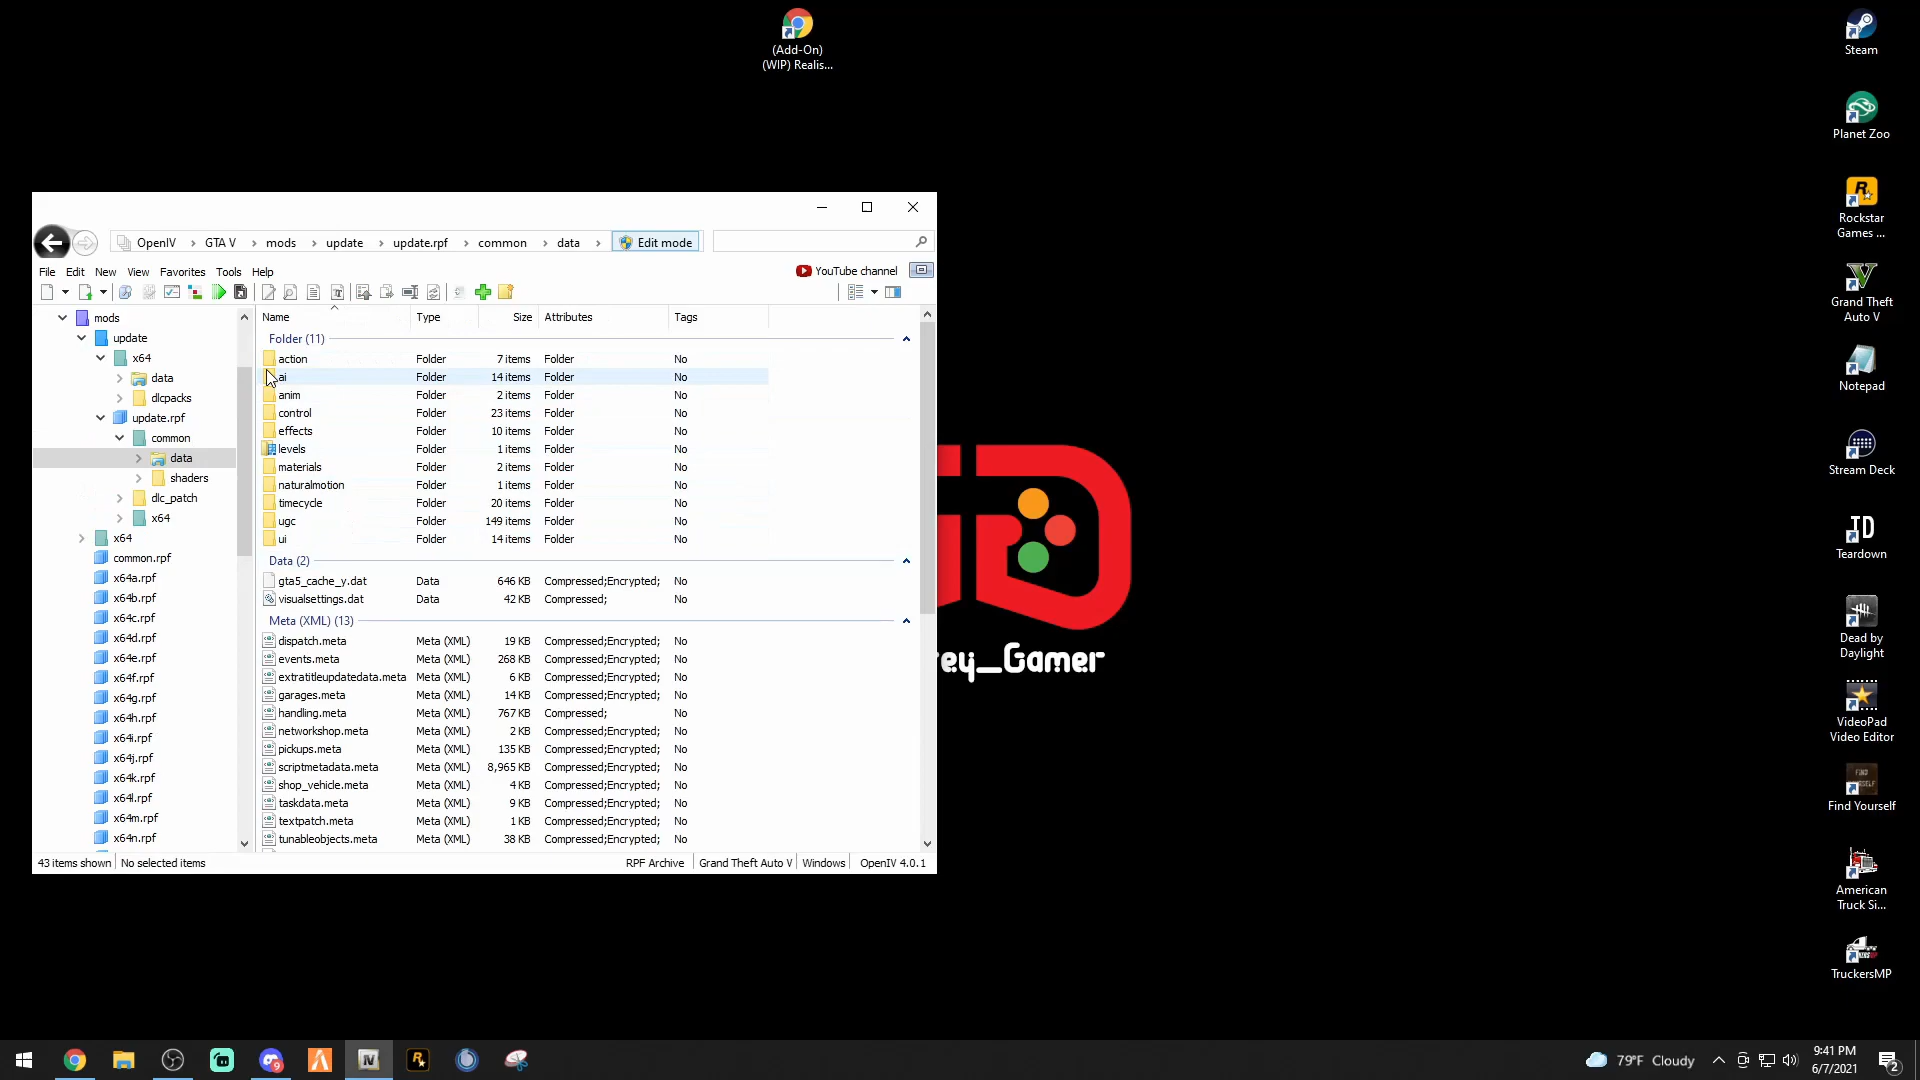 (Add-On)
(WIP) Realis...
Steam
Planet Zoo
Rockstar
Games ...
Grand Theft
Auto V
Notepad
Stream Deck
Teardown
Dead by
Daylight
VideoPad
Video Editor
Find Yourself
American
Truck Si...
TruckersMP
OpenIV › GTA V › mods › update › update.rpf › common › data › Edit mode
File Edit New View Favorites Tools Help YouTube channel
mods
update
x64
data
dlcpacks
update.rpf
common
data
shaders
dlc_patch
x64
x64
common.rpf
x64a.rpf
x64b.rpf
x64c.rpf
x64d.rpf
x64e.rpf
x64f.rpf
x64g.rpf
x64h.rpf
x64i.rpf
x64j.rpf
x64k.rpf
x64l.rpf
x64m.rpf
x64n.rpf
Name Type Size Attributes Tags
Folder (11)
action Folder 7 items Folder No
ai Folder 14 items Folder No
anim Folder 2 items Folder No
control Folder 23 items Folder No
effects Folder 10 items Folder No
levels Folder 1 items Folder No
materials Folder 2 items Folder No
naturalmotion Folder 1 items Folder No
timecycle Folder 20 items Folder No
ugc Folder 149 items Folder No
ui Folder 14 items Folder No
Data (2)
gta5_cache_y.dat Data 646 KB Compressed;Encrypted; No
visualsettings.dat Data 42 KB Compressed; No
Meta (XML) (13)
dispatch.meta Meta (XML) 19 KB Compressed;Encrypted; No
events.meta Meta (XML) 268 KB Compressed;Encrypted; No
extratitleupdatedata.meta Meta (XML) 6 KB Compressed;Encrypted; No
garages.meta Meta (XML) 14 KB Compressed;Encrypted; No
handling.meta Meta (XML) 767 KB Compressed; No
networkshop.meta Meta (XML) 2 KB Compressed;Encrypted; No
pickups.meta Meta (XML) 135 KB Compressed;Encrypted; No
scriptmetadata.meta Meta (XML) 8,965 KB Compressed;Encrypted; No
shop_vehicle.meta Meta (XML) 4 KB Compressed;Encrypted; No
taskdata.meta Meta (XML) 9 KB Compressed;Encrypted; No
textpatch.meta Meta (XML) 1 KB Compressed;Encrypted; No
tunableobjects.meta Meta (XML) 38 KB Compressed;Encrypted; No
43 items shown No selected items RPF Archive Grand Theft Auto V Windows OpenIV 4.0.1
ey_Gamer
79°F Cloudy
9:41 PM
6/7/2021
2